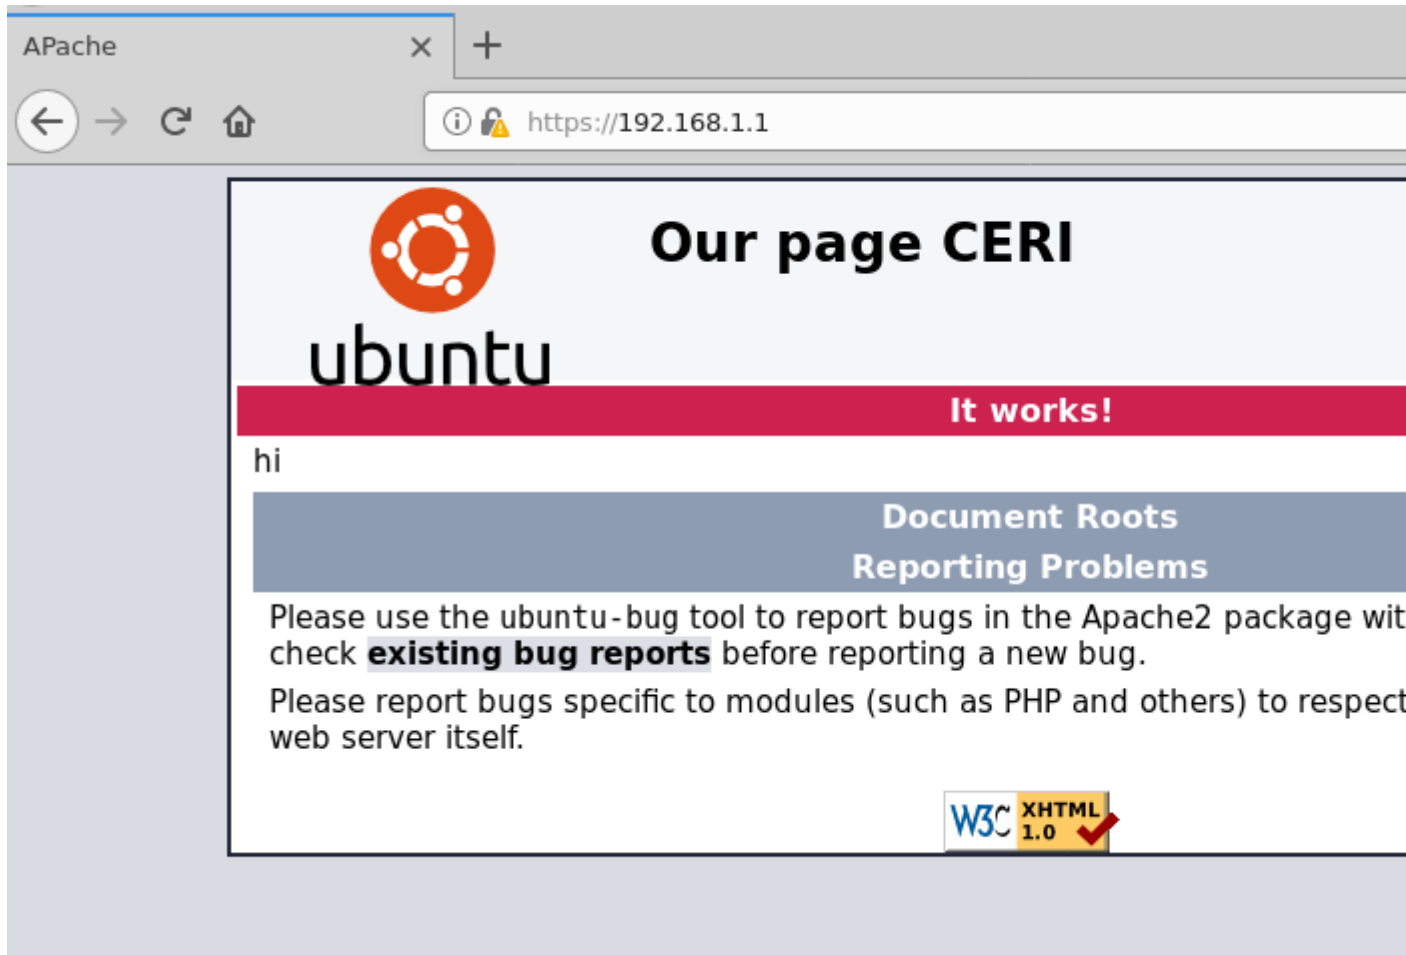 APache
https://192.168.1.1
Our page CERI
ubuntu
It works!
hi
Document Roots
Reporting Problems
Please use the ubuntu-bug tool to report bugs in the Apache2 package wit
check existing bug reports before reporting a new bug.
Please report bugs specific to modules (such as PHP and others) to respect
web server itself.
W3C XHTML
1.0